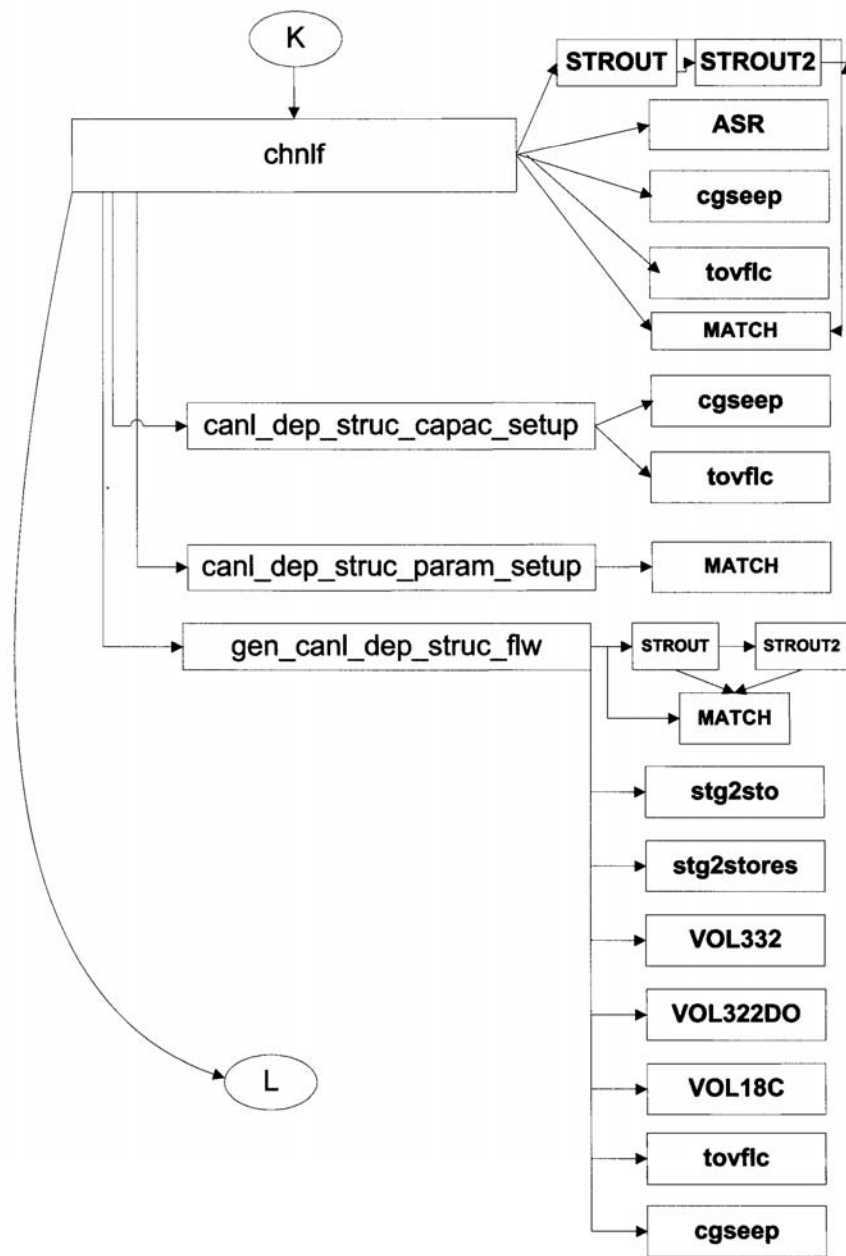 K
STROUT
STROUT2
chnlf
ASR
cgseep
tovflc
MATCH
canl_dep_struc_capac_setup
cgseep
tovflc
canl_dep_struc_param_setup
MATCH
gen_canl_dep_struc_flw
STROUT
STROUT2
MATCH
stg2sto
stg2stores
VOL332
VOL322DO
L
VOL18C
tovflc
cgseep